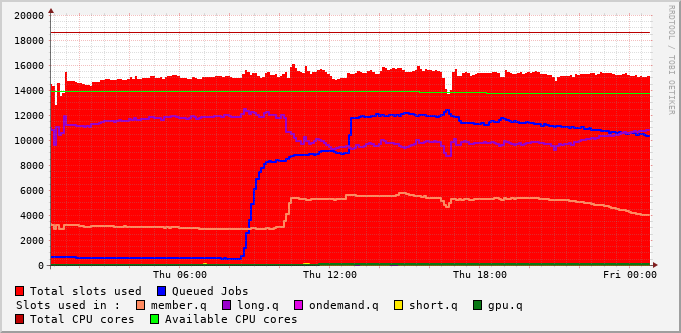 20000
18000
16000
14000
12000
10000
8000
6000
4000
2000
0
Thu 06:00 Thu 12:00 Thu 18:00 Fri 00:00
RRDTOOL / TOBI OETIKER
Total slots used Queued Jobs
Slots used in : member.q long.q ondemand.q short.q gpu.q
Total CPU cores Available CPU cores